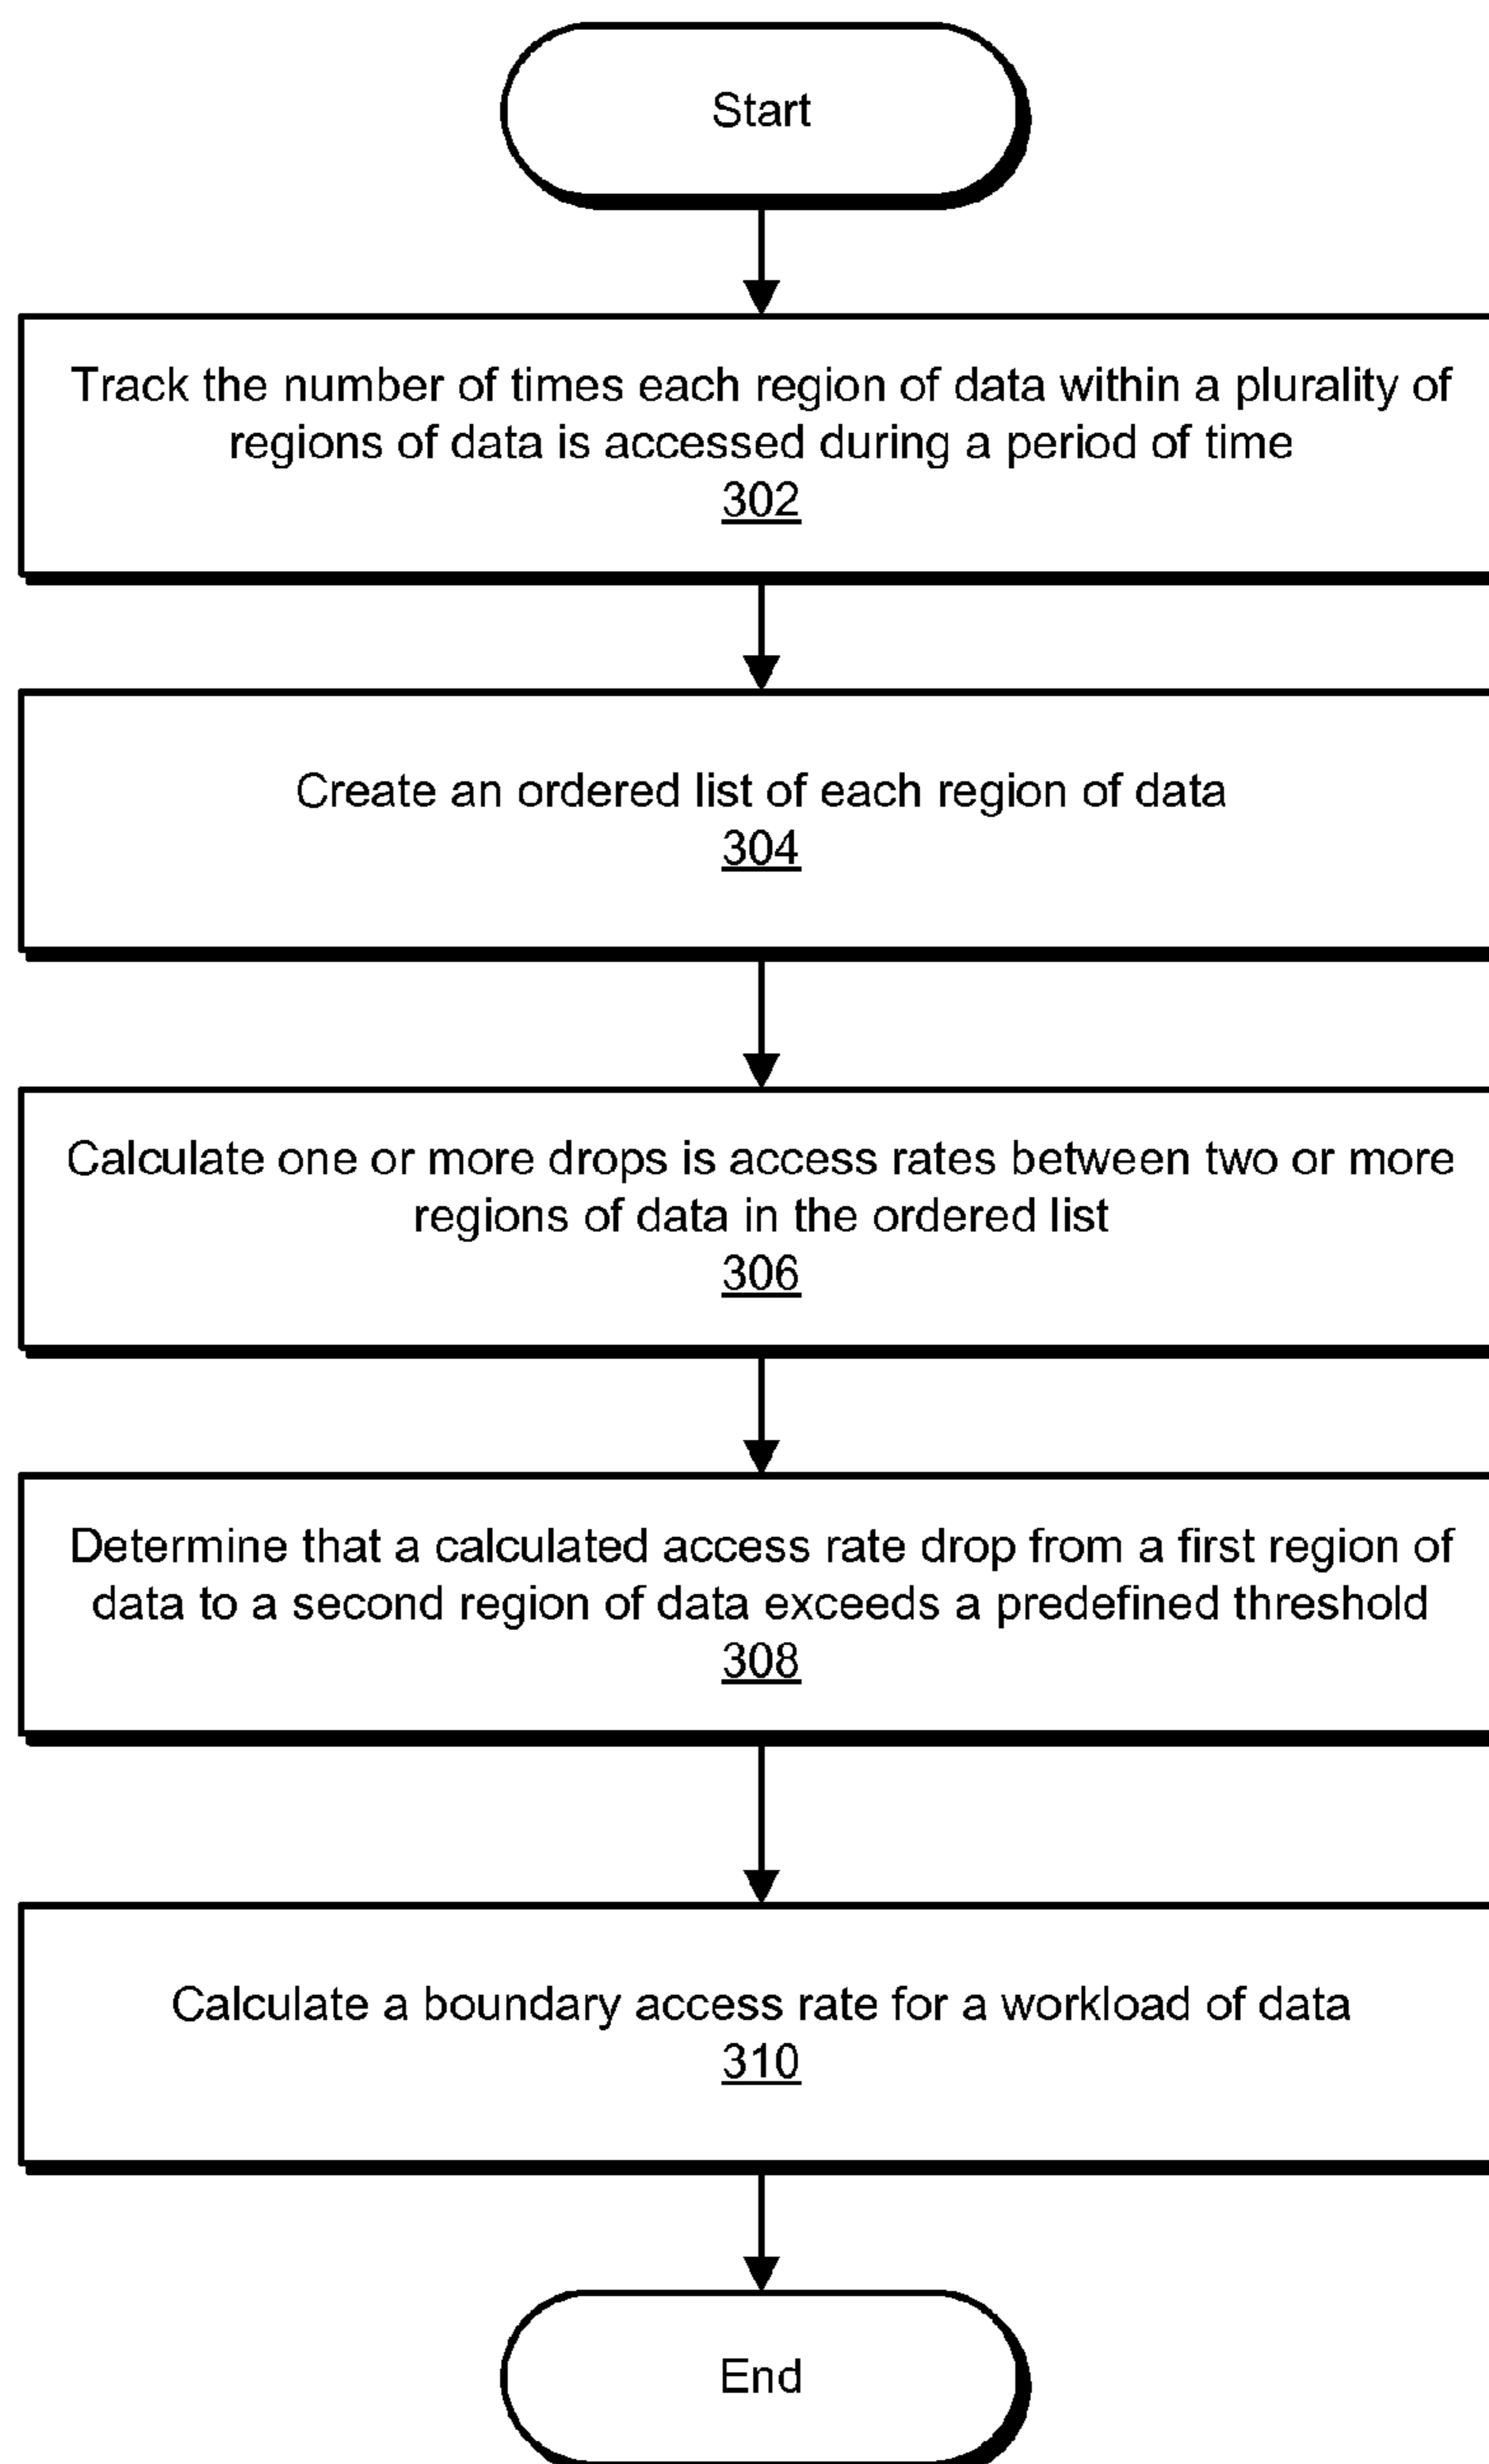 Start
Track the number of times each region of data within a plurality of
regions of data is accessed during a period of time
302
Create an ordered list of each region of data
304
Calculate one or more drops is access rates between two or more
regions of data in the ordered list
306
Determine that a calculated access rate drop from a first region of
data to a second region of data exceeds a predefined threshold
308
Calculate a boundary access rate for a workload of data
310
End